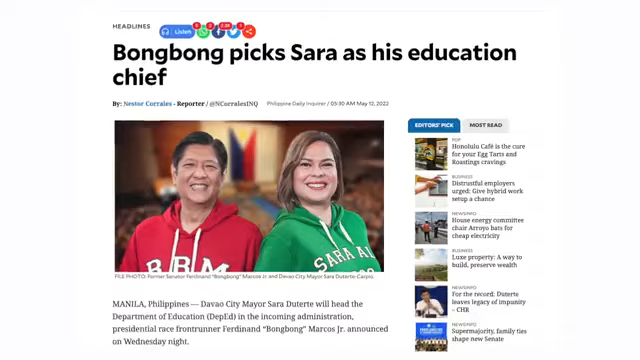 HEADLINES
Listen
Bongbong picks Sara as his education
chief
By: Nestor Corrales - Reporter / @NCorralesINQ
Philippine Daily Inquirer / 05:30 AM May 12, 2022
BBM
SARA ALL
FILE PHOTO: Former Senator Ferdinand “Bongbong” Marcos Jr. and Davao City Mayor Sara Duterte-Carpio.
MANILA, Philippines — Davao City Mayor Sara Duterte will head the
Department of Education (DepEd) in the incoming administration,
presidential race frontrunner Ferdinand “Bongbong” Marcos Jr. announced
on Wednesday night.
EDITORS' PICK
MOST READ
POP
Honolulu Café is the cure
for your Egg Tarts and
Roastings cravings
BUSINESS
Distrustful employers
urged: Give hybrid work
setup a chance
NEWSINFO
House energy committee
chair Arroyo bats for
cheap electricity
BUSINESS
Luxe property: A way to
build, preserve wealth
NEWSINFO
For the record: Duterte
leaves legacy of impunity
– CHR
NEWSINFO
Supermajority, family ties
shape new Senate